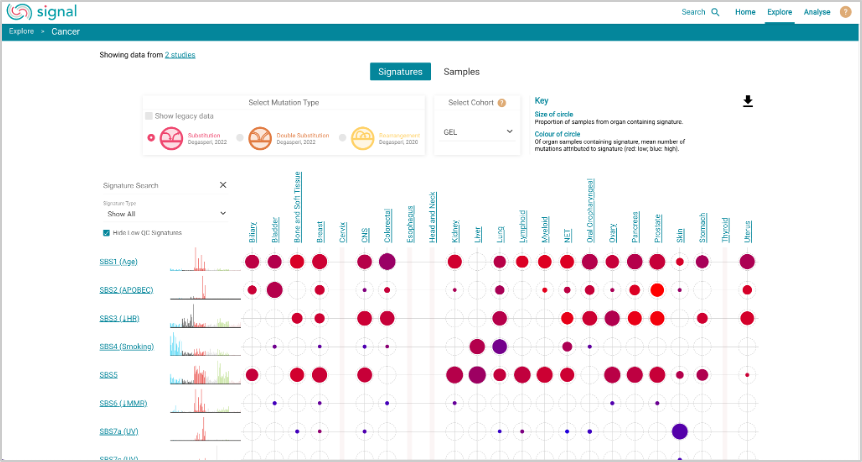 signal
Search
Home
Explore
Analyse
?
Explore > Cancer
Showing data from 2 studies
Signatures
Samples
Select Mutation Type
Show legacy data
Substitution
Degasperi, 2022
Double Substitution
Degasperi, 2022
Rearrangement
Degasperi, 2020
Select Cohort ?
GEL
Key
Size of circle
Proportion of samples from organ containing signature.
Colour of circle
Of organ samples containing signature, mean number of
mutations attributed to signature (red: low; blue: high).
Signature Search
Signature Type
Show All
Hide Low QC Signatures
Biliary
Bladder
Bone and Soft Tissue
Breast
Cervix
CNS
Colorectal
Esophagus
Head and Neck
Kidney
Liver
Lung
Lymphoid
Myeloid
NET
Oral Oropharyngeal
Ovary
Pancreas
Prostate
Skin
Stomach
Thyroid
Uterus
SBS1 (Age)
SBS2 (APOBEC)
SBS3 (↓HR)
SBS4 (Smoking)
SBS5
SBS6 (↓MMR)
SBS7a (UV)
SBS7c (UV)